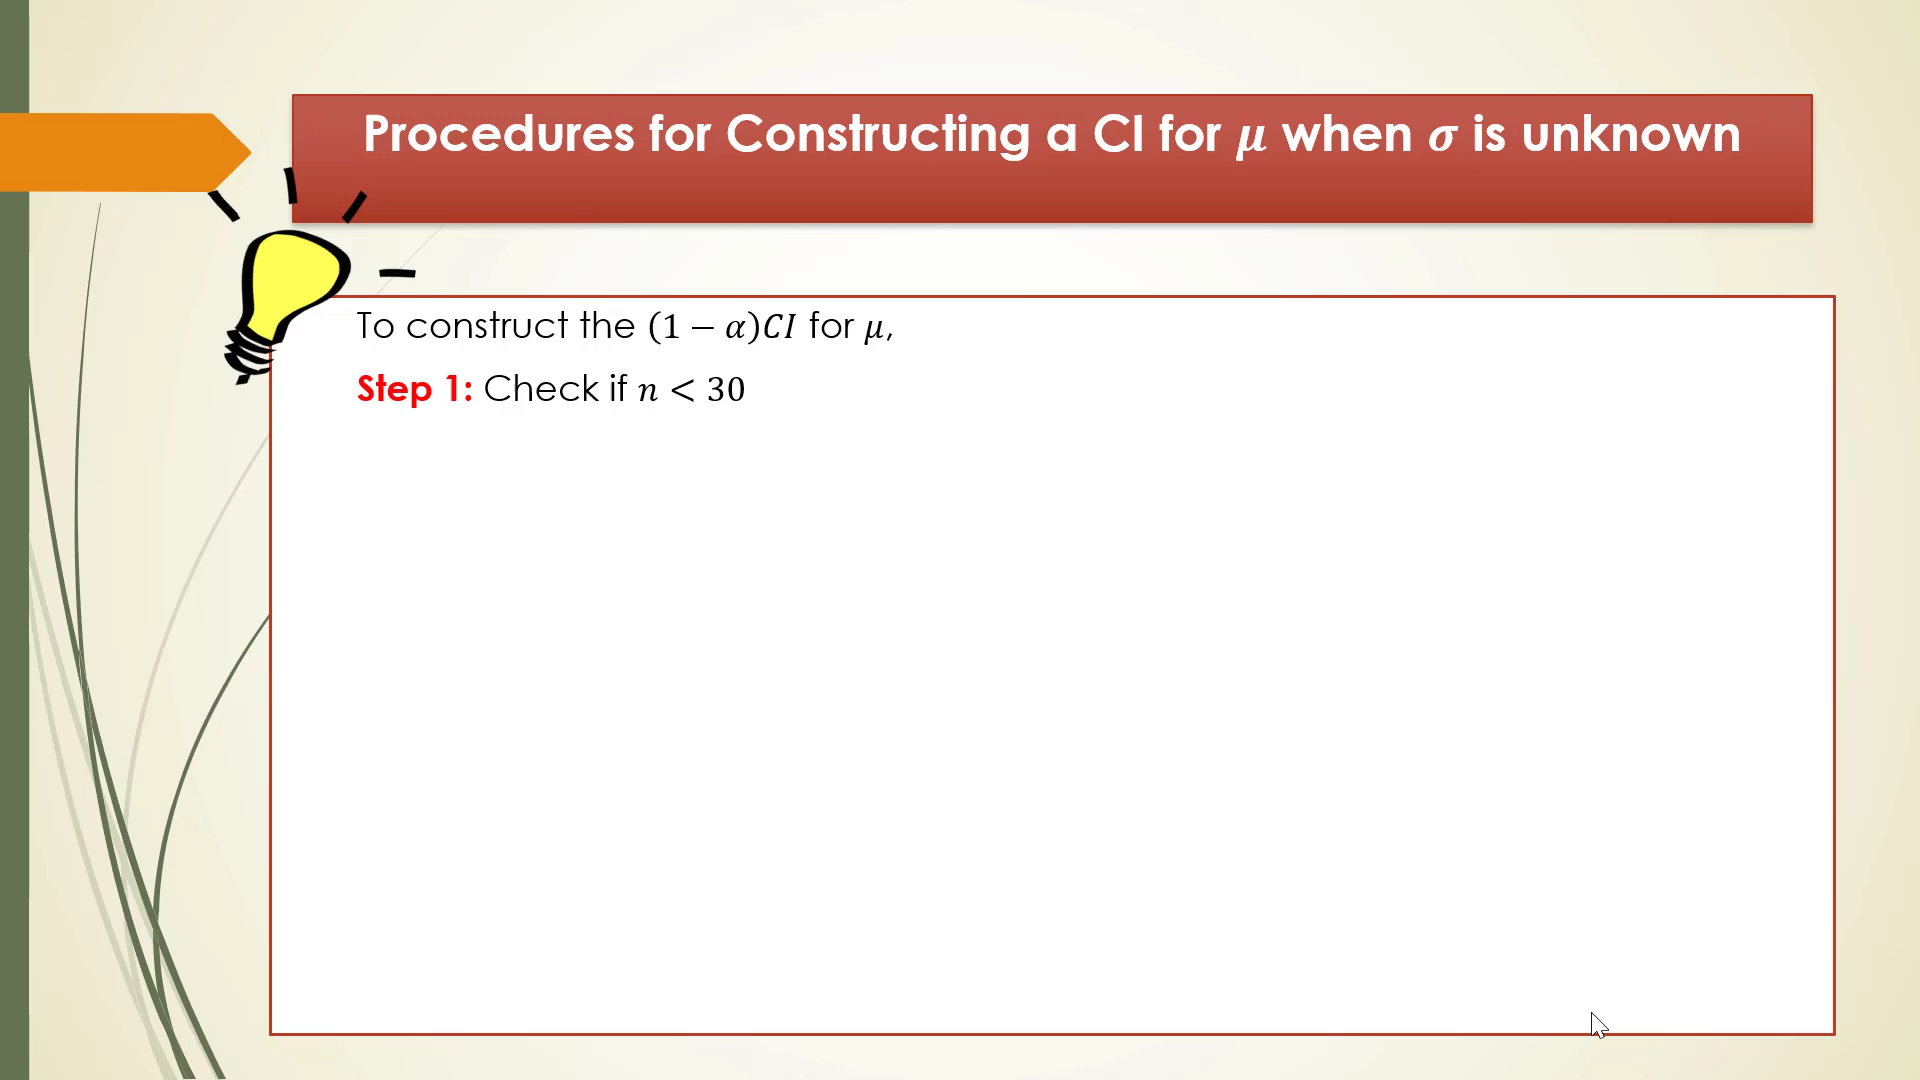 Procedures for Constructing a CI for μ when σ is unknown
To construct the (1 − α)CI for μ,
Step 1: Check if n < 30